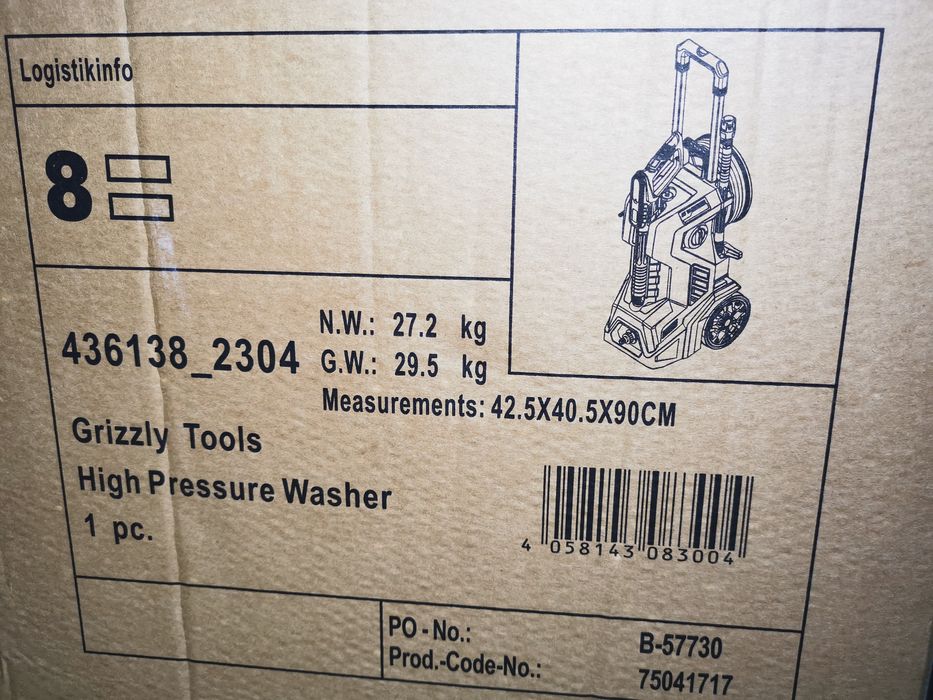 Logistikinfo
8
436138_2304
N.W.: 27.2 kg
G.W.: 29.5 kg
Measurements: 42.5X40.5X90CM
Grizzly Tools
High Pressure Washer
1 pc.
4 058143 083004
PO - No.: B-57730
Prod.-Code-No.: 75041717